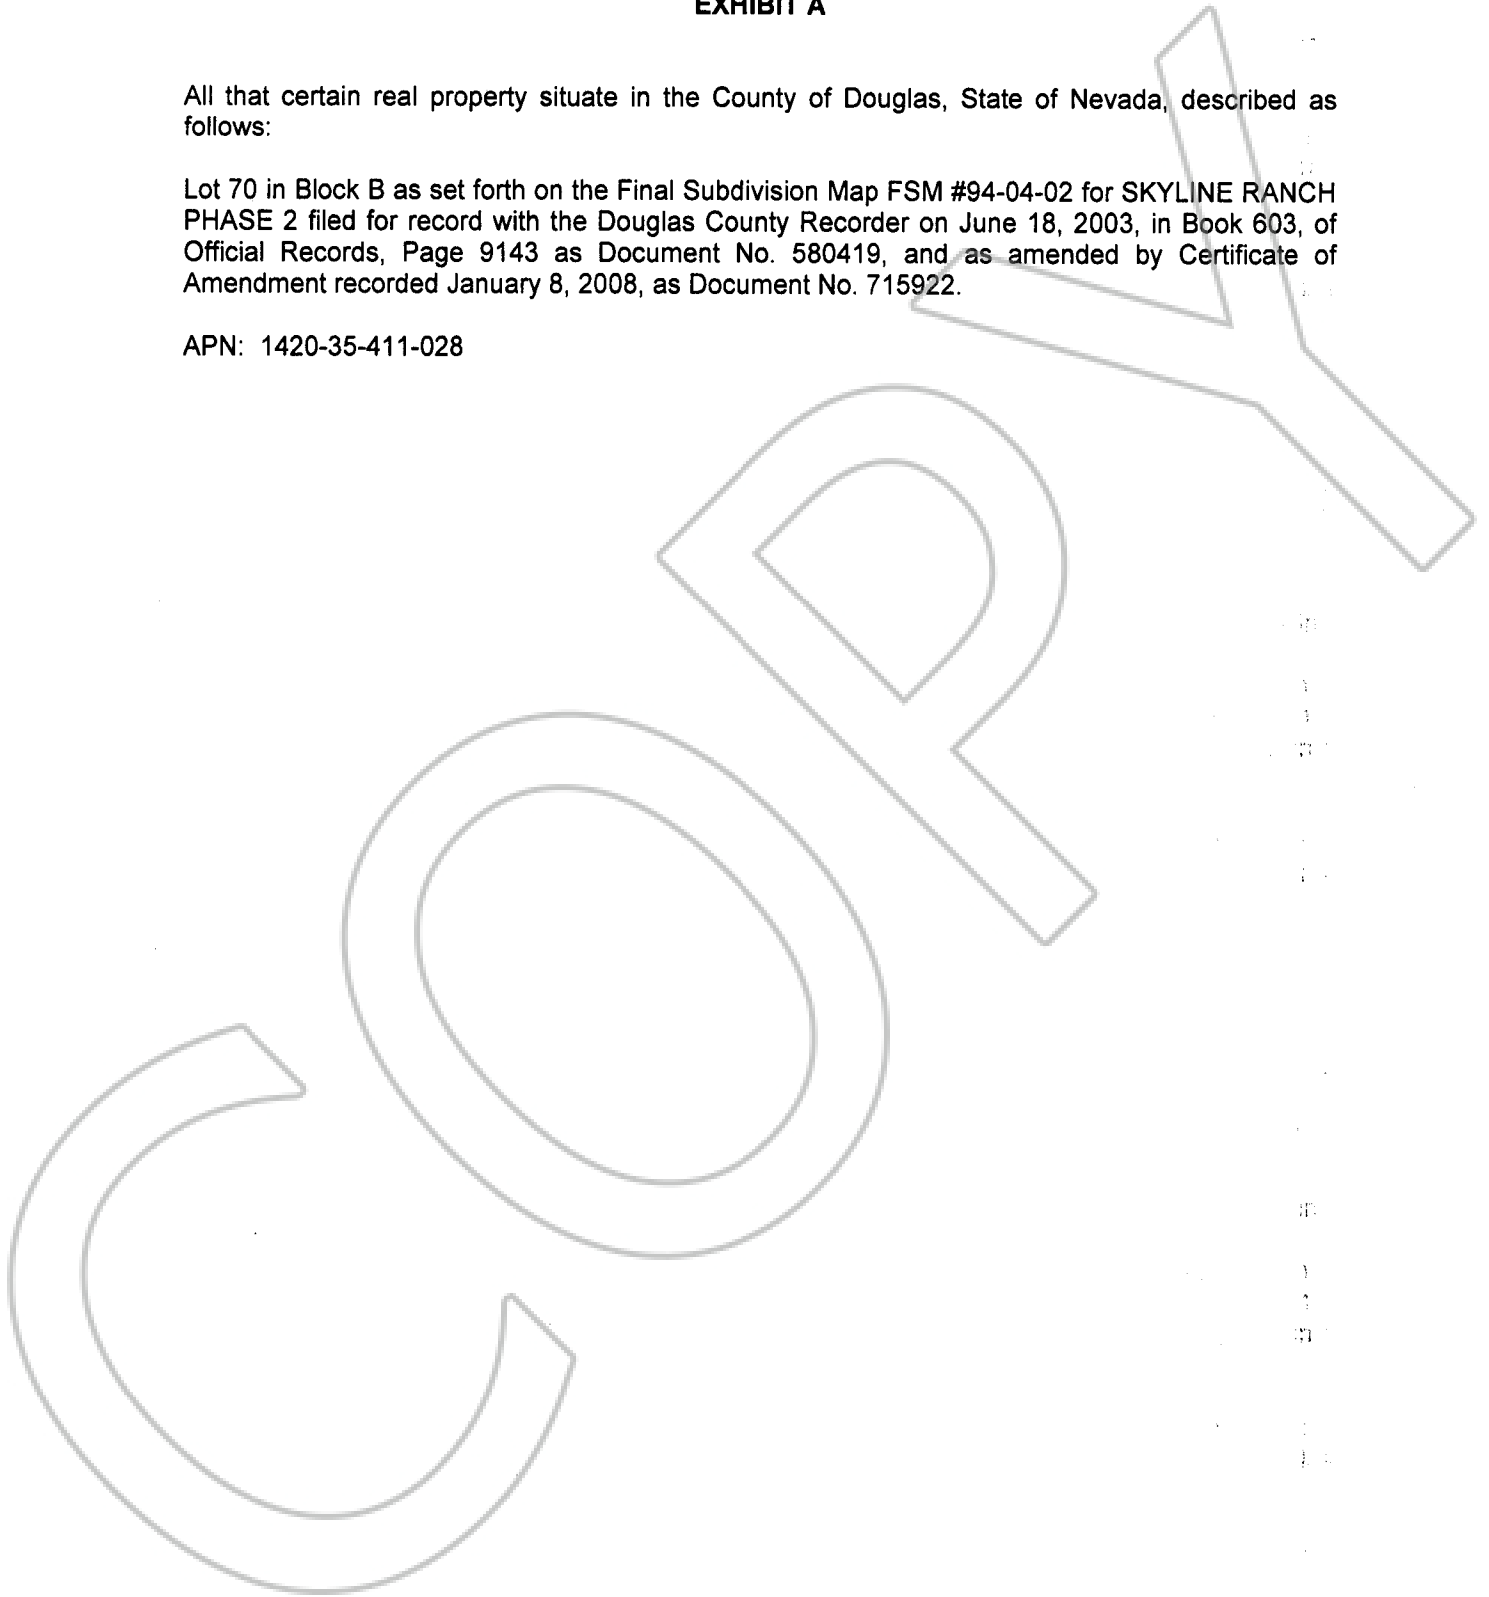 EXHIBIT A
All that certain real property situate in the County of Douglas, State of Nevada, described as
follows:
Lot 70 in Block B as set forth on the Final Subdivision Map FSM #94-04-02 for SKYLINE RANCH
PHASE 2 filed for record with the Douglas County Recorder on June 18, 2003, in Book 603, of
Official Records, Page 9143 as Document No. 580419, and as amended by Certificate of
Amendment recorded January 8, 2008, as Document No. 715922.
APN: 1420-35-411-028
COPY